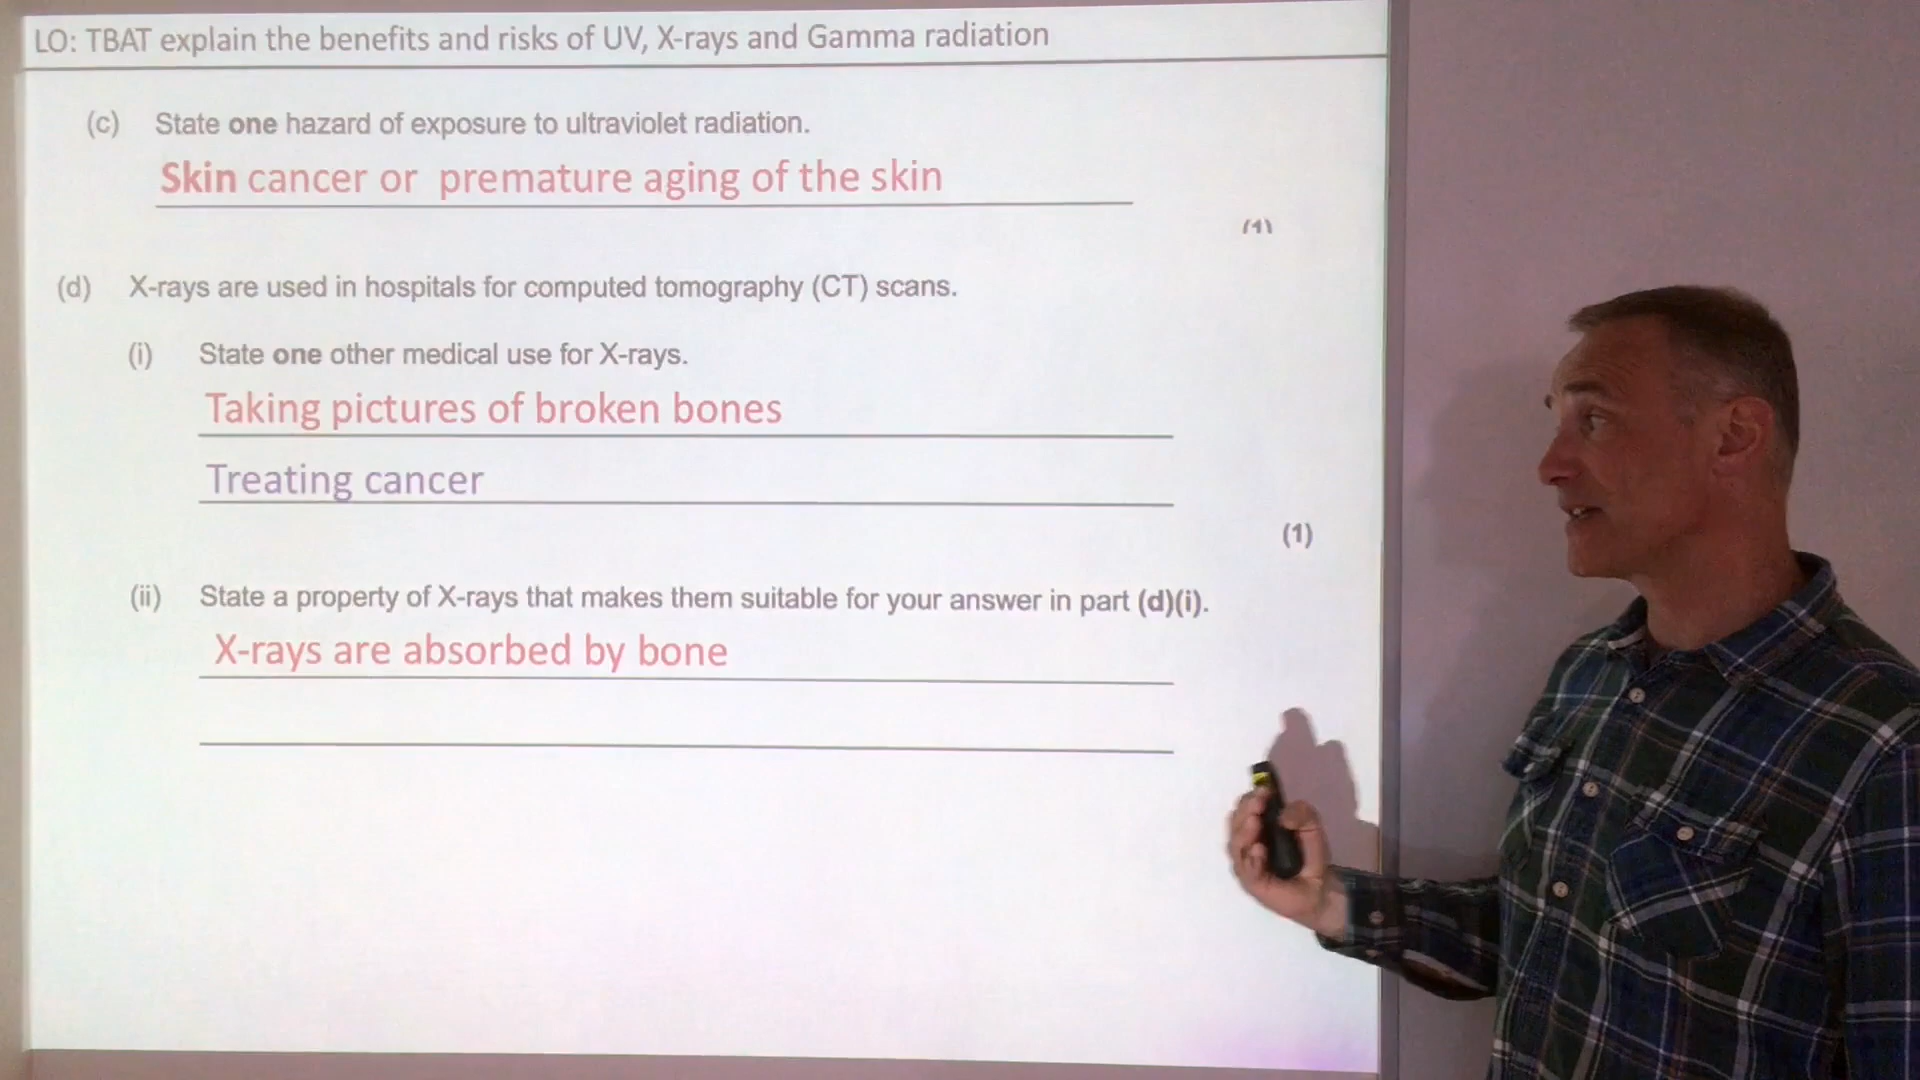 LO: TBAT explain the benefits and risks of UV, X-rays and Gamma radiation
(c) State one hazard of exposure to ultraviolet radiation.
Skin cancer or premature aging of the skin
(1)
(d) X-rays are used in hospitals for computed tomography (CT) scans.
(i) State one other medical use for X-rays.
Taking pictures of broken bones
Treating cancer
(1)
(ii) State a property of X-rays that makes them suitable for your answer in part (d)(i).
X-rays are absorbed by bone